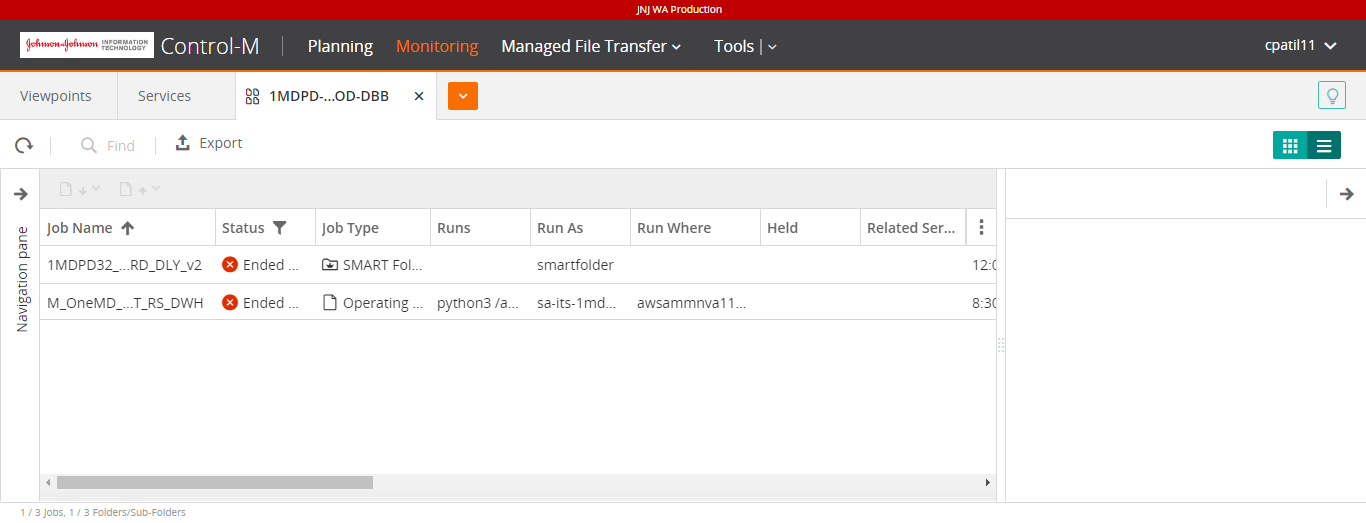 JNJ WA Production
Johnson&Johnson INFORMATION TECHNOLOGY Control-M Planning Monitoring Managed File Transfer Tools cpatil11
Viewpoints Services 1MDPD-...OD-DBB
Find Export
Navigation pane
Job Name Status Job Type Runs Run As Run Where Held Related Ser...
1MDPD32_...RD_DLY_v2 Ended ... SMART Fol... smartfolder 12:0
M_OneMD_...T_RS_DWH Ended ... Operating ... python3 /a... sa-its-1md... awsammnva11... 8:30
1 / 3 Jobs, 1 / 3 Folders/Sub-Folders